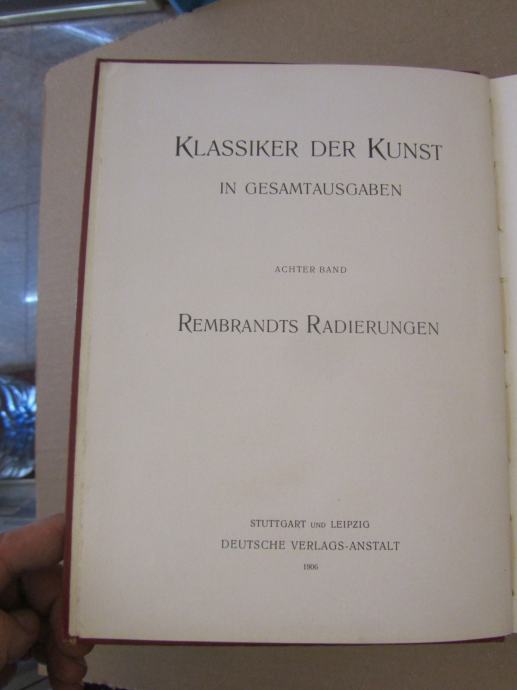 KLASSIKER DER KUNST
IN GESAMTAUSGABEN
ACHTER BAND
REMBRANDTS RADIERUNGEN
STUTTGART UND LEIPZIG
DEUTSCHE VERLAGS-ANSTALT
1906